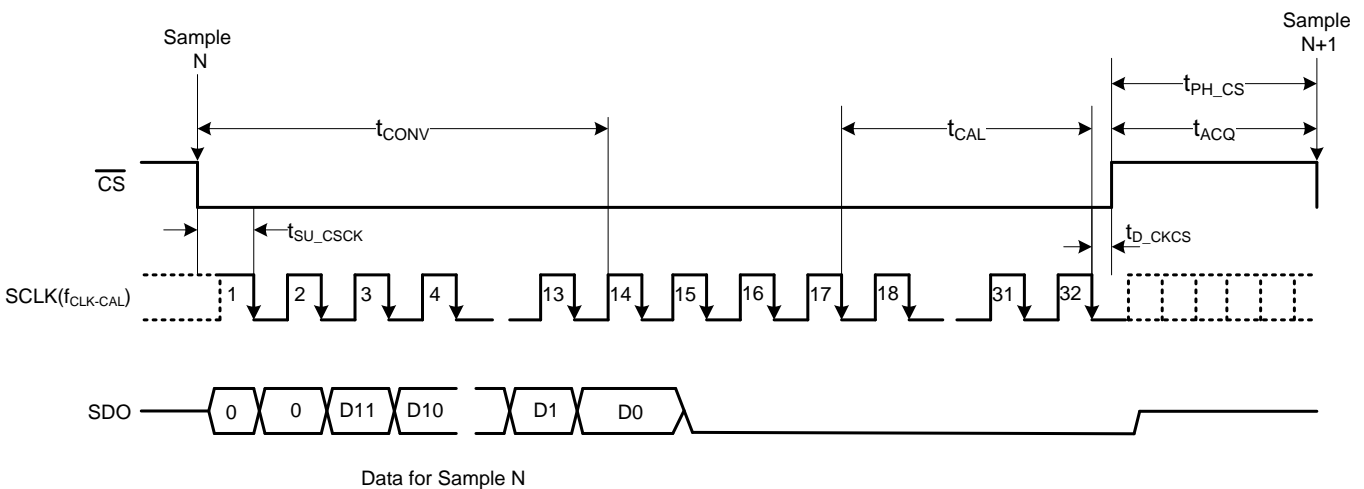 Sample
N
Sample
N+1
tPH_CS
tCONV
tCAL
tACQ
CS
tSU_CSCK
tD_CKCS
SCLK(fCLK-CAL)
1 2 3 4 13 14 15 16 17 18 31 32
SDO
0 0 D11 D10 D1 D0
Data for Sample N